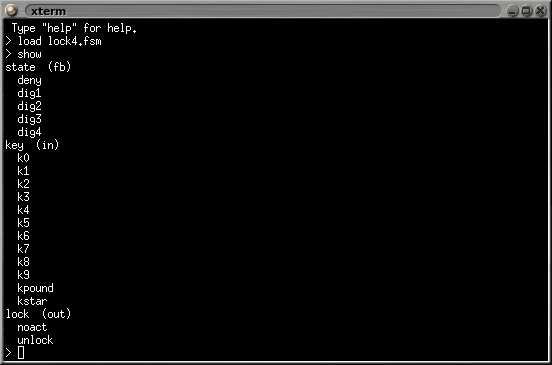 xterm
Type "help" for help.
> load lock4.fsm
> show
state (fb)
deny
dig1
dig2
dig3
dig4
key (in)
k0
k1
k2
k3
k4
k5
k6
k7
k8
k9
kpound
kstar
lock (out)
noact
unlock
>